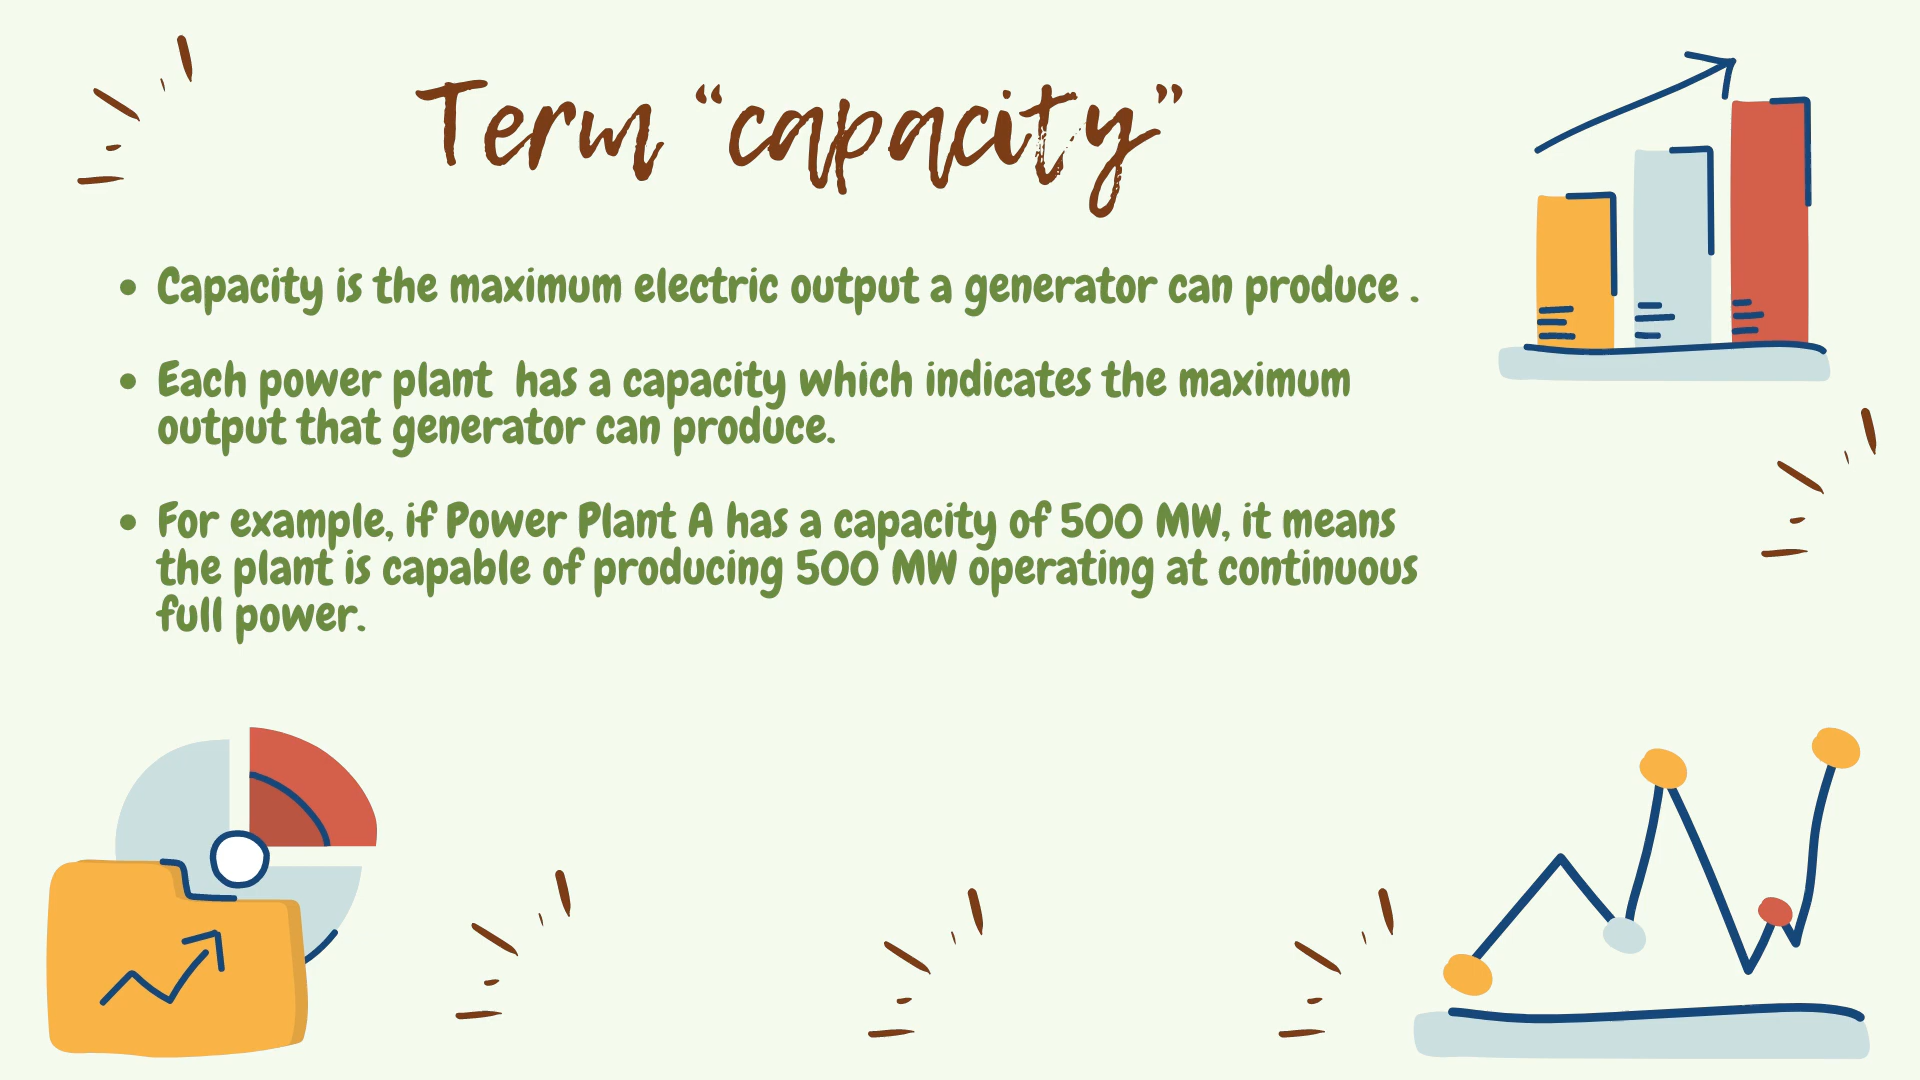 Term “capacity”
• Capacity is the maximum electric output a generator can produce .
• Each power plant  has a capacity which indicates the maximum
output that generator can produce.
• For example, if Power Plant A has a capacity of 500 MW, it means
the plant is capable of producing 500 MW operating at continuous
full power.